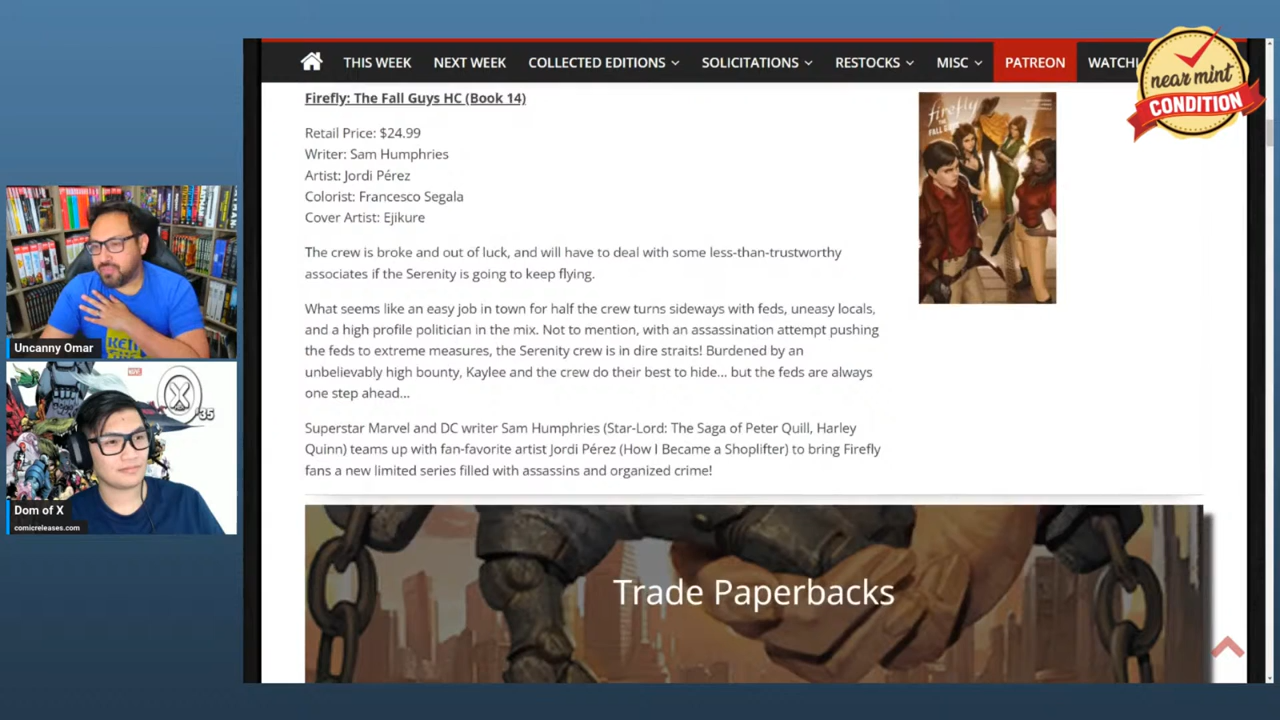 THIS WEEK NEXT WEEK COLLECTED EDITIONS SOLICITATIONS RESTOCKS MISC PATREON WATCHL
near mint
CONDITION
Firefly: The Fall Guys HC (Book 14)
Retail Price: $24.99
Writer: Sam Humphries
Artist: Jordi Pérez
Colorist: Francesco Segala
Cover Artist: Ejikure
The crew is broke and out of luck, and will have to deal with some less-than-trustworthy
associates if the Serenity is going to keep flying.
What seems like an easy job in town for half the crew turns sideways with feds, uneasy locals,
and a high profile politician in the mix. Not to mention, with an assassination attempt pushing
the feds to extreme measures, the Serenity crew is in dire straits! Burdened by an
unbelievably high bounty, Kaylee and the crew do their best to hide... but the feds are always
one step ahead...
Superstar Marvel and DC writer Sam Humphries (Star-Lord: The Saga of Peter Quill, Harley
Quinn) teams up with fan-favorite artist Jordi Pérez (How I Became a Shoplifter) to bring Firefly
fans a new limited series filled with assassins and organized crime!
firefly
THE
FALL GUYS
Trade Paperbacks
Uncanny Omar
X
35
Dom of X
comicreleases.com